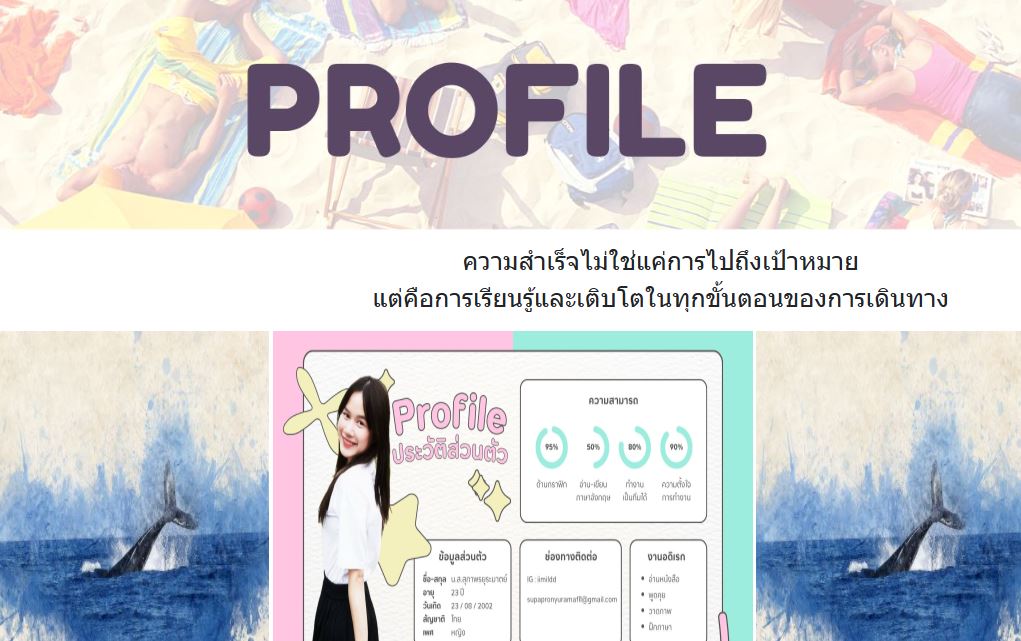 PROFILE
ความสำเร็จไม่ใช่แค่การไปถึงเป้าหมาย
แต่คือการเรียนรู้และเติบโตในทุกขั้นตอนของการเดินทาง
Profile
ประวัติส่วนตัว
ความสามารถ
95% 50% 80% 90%
ด้านกราฟิก อ่าน-เขียน ทำงาน ความตั้งใจ
ภาษาอังกฤษ เป็นทีมได้ การทำงาน
ข้อมูลส่วนตัว
ชื่อ-สกุล น.ส.สุภาพรยุระมาตย์
อายุ 23 ปี
วันเกิด 23 / 08 / 2002
สัญชาติ ไทย
เพศ หญิง
ช่องทางติดต่อ
IG : iimildd
supapronyuramaf11@gmail.com
งานอดิเรก
อ่านหนังสือ
พูดคุย
วาดภาพ
ฝึกภาษา